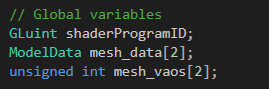 // Global variables
GLuint shaderProgramID;
ModelData mesh_data[2];
unsigned int mesh_vaos[2];